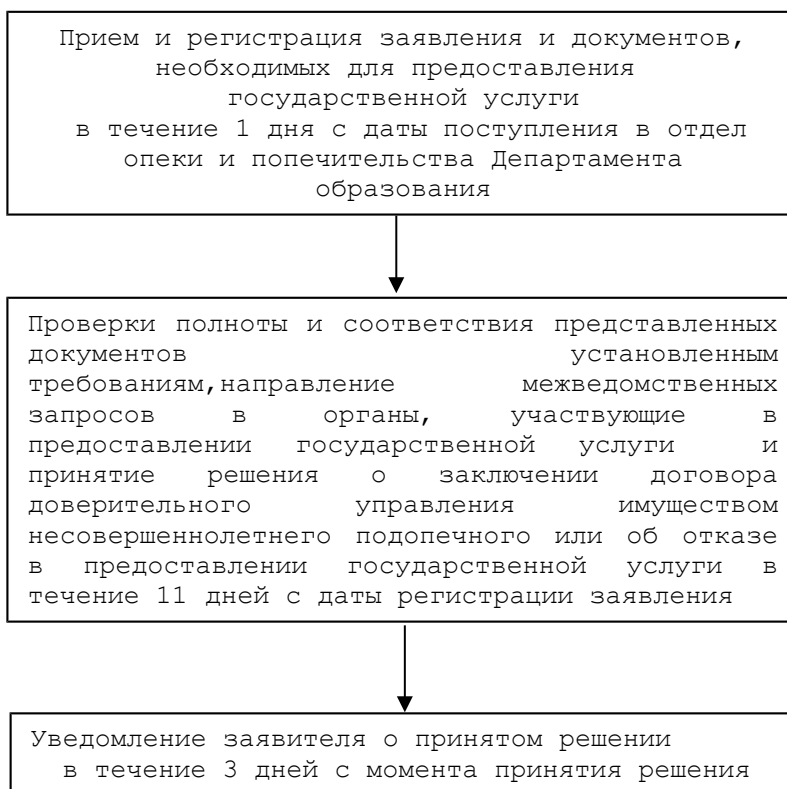 Прием и регистрация заявления и документов,
необходимых для предоставления
государственной услуги
в течение 1 дня с даты поступления в отдел
опеки и попечительства Департамента
образования
Проверки полноты и соответствия представленных
документов установленным
требованиям,направление межведомственных
запросов в органы, участвующие в
предоставлении государственной услуги и
принятие решения о заключении договора
доверительного управления имуществом
несовершеннолетнего подопечного или об отказе
в предоставлении государственной услуги в
течение 11 дней с даты регистрации заявления
Уведомление заявителя о принятом решении
в течение 3 дней с момента принятия решения